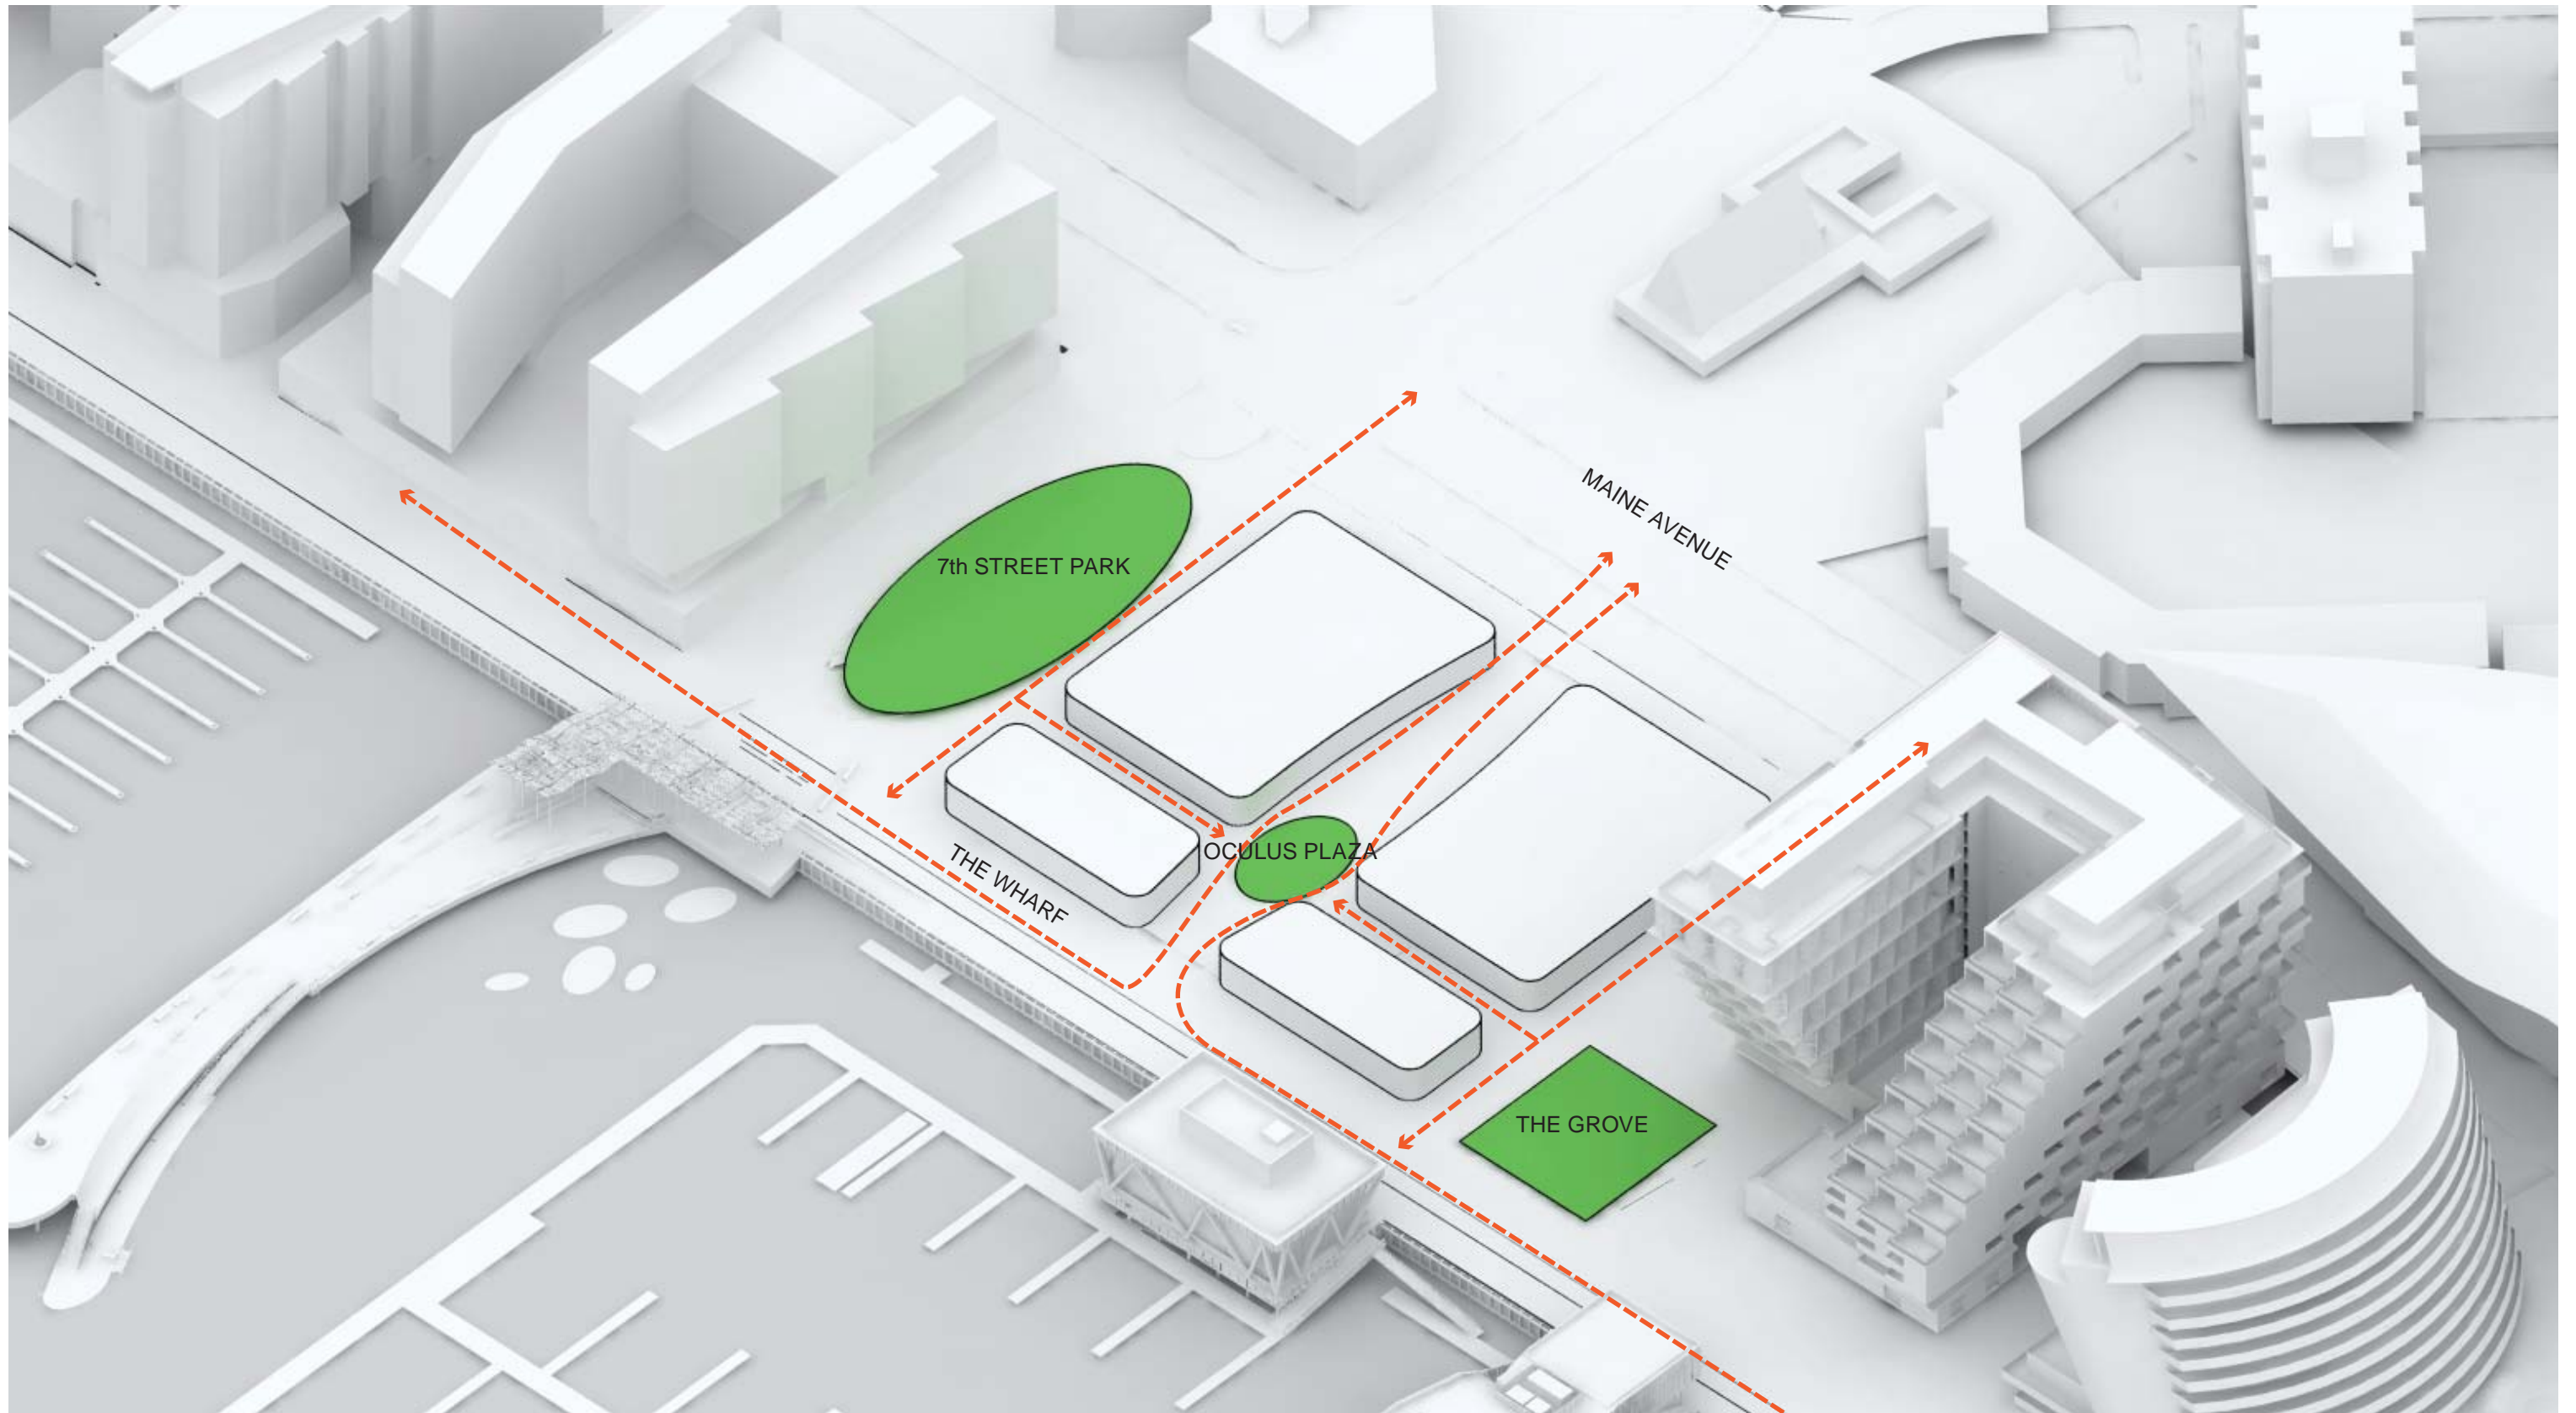 MAINE AVENUE
7th STREET PARK
OCULUS PLAZA
THE WHARF
THE GROVE